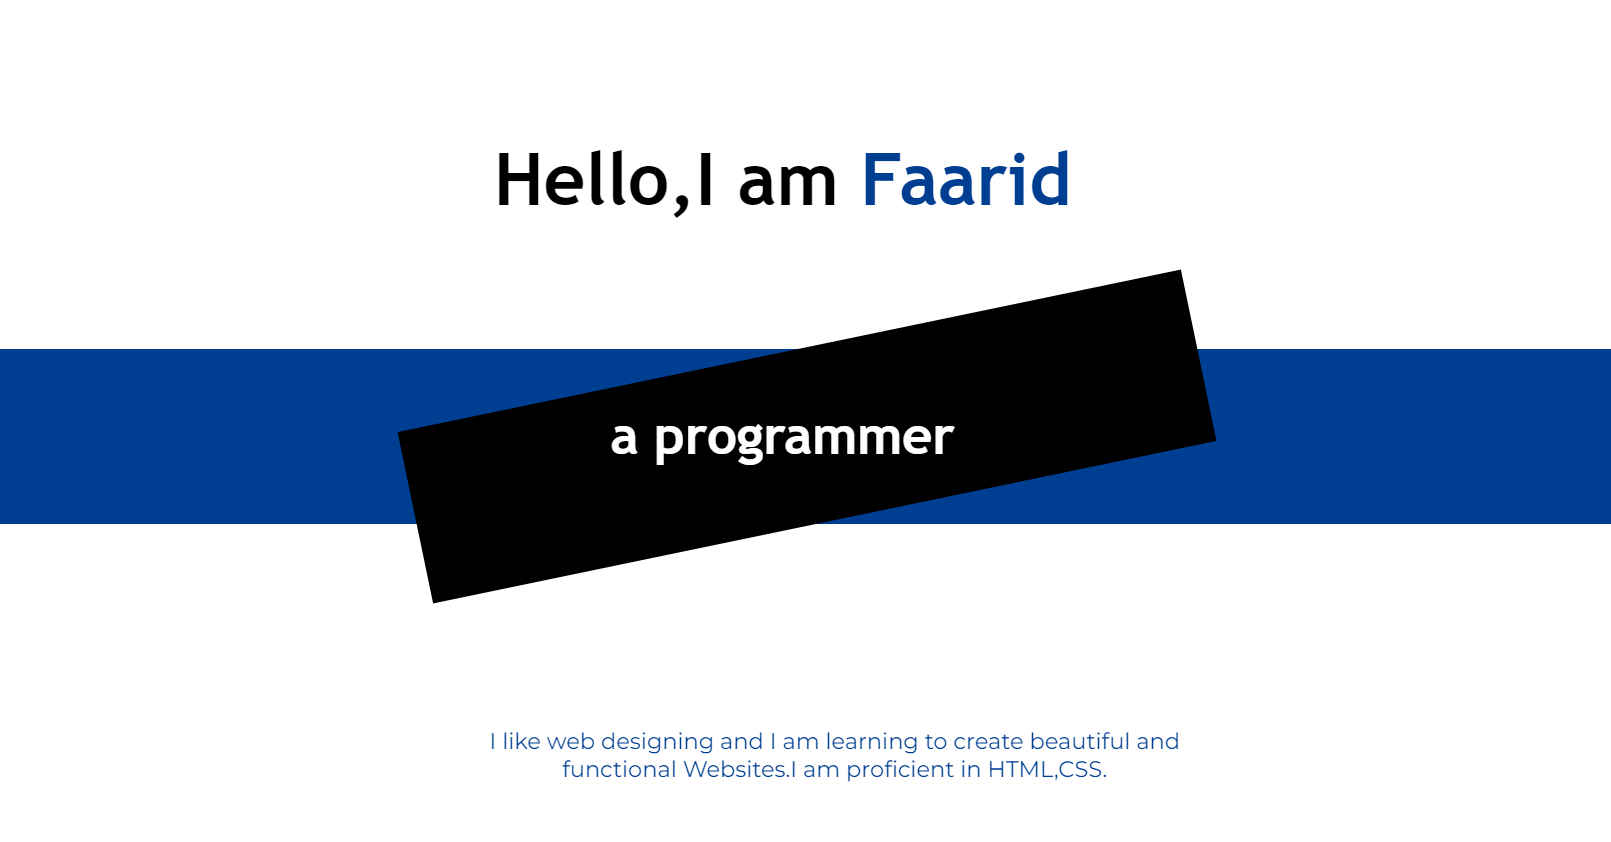 Hello,I am Faarid
a programmer
I like web designing and I am learning to create beautiful and
functional Websites.I am proficient in HTML,CSS.